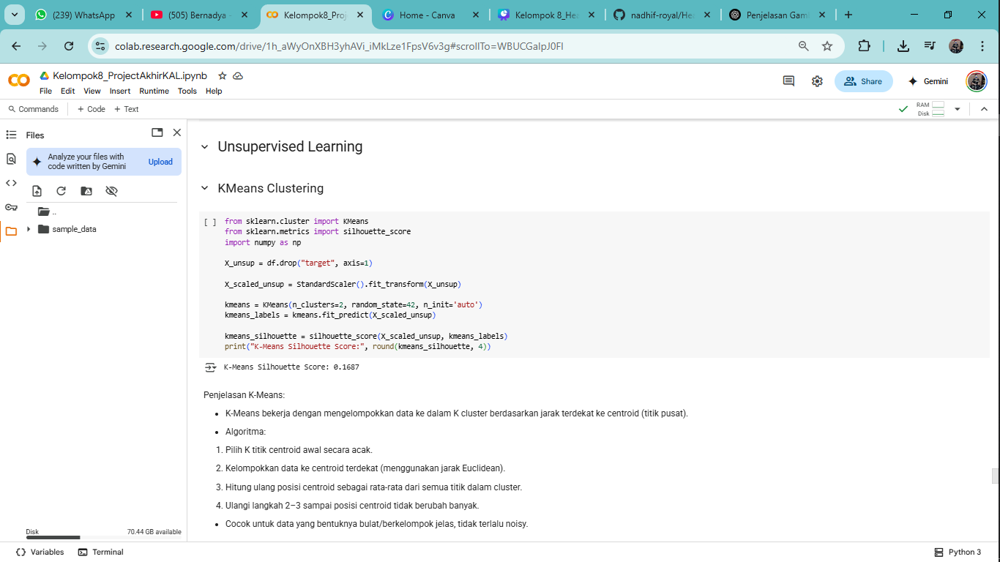 (239) WhatsApp
(505) Bernadya -
Kelompok8_Proj
Home - Canva
Kelompok 8_Hea
nadhif-royal/Hea
Penjelasan Gam
colab.research.google.com/drive/1h_aWyOnXBH3yhAVi_iMkLze1FpsV6v3g#scrollTo=WBUCGaIpJ0FI
Kelompok8_ProjectAkhirKAL.ipynb
Share
Gemini
File Edit View Insert Runtime Tools Help
Commands + Code + Text
RAM
Disk
Files
Analyze your files with
code written by Gemini
Upload
..
sample_data
Disk
70.44 GB available
Unsupervised Learning
KMeans Clustering
[ ]
from sklearn.cluster import KMeans
from sklearn.metrics import silhouette_score
import numpy as np
X_unsup = df.drop("target", axis=1)
X_scaled_unsup = StandardScaler().fit_transform(X_unsup)
kmeans = KMeans(n_clusters=2, random_state=42, n_init='auto')
kmeans_labels = kmeans.fit_predict(X_scaled_unsup)
kmeans_silhouette = silhouette_score(X_scaled_unsup, kmeans_labels)
print("K-Means Silhouette Score:", round(kmeans_silhouette, 4))
K-Means Silhouette Score: 0.1687
Penjelasan K-Means:
• K-Means bekerja dengan mengelompokkan data ke dalam K cluster berdasarkan jarak terdekat ke centroid (titik pusat).
• Algoritma:
1. Pilih K titik centroid awal secara acak.
2. Kelompokkan data ke centroid terdekat (menggunakan jarak Euclidean).
3. Hitung ulang posisi centroid sebagai rata-rata dari semua titik dalam cluster.
4. Ulangi langkah 2–3 sampai posisi centroid tidak berubah banyak.
• Cocok untuk data yang bentuknya bulat/berkelompok jelas, tidak terlalu noisy.
Variables
Terminal
Python 3